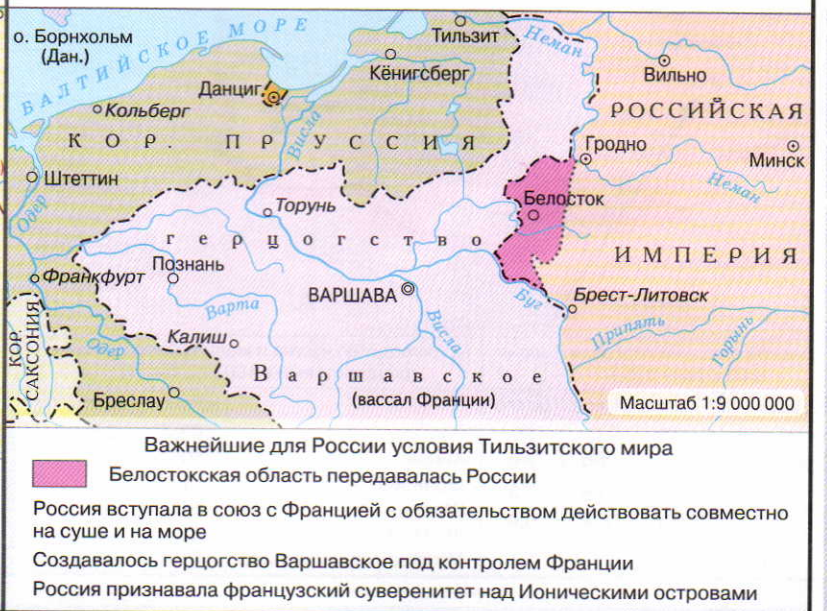 БАЛТИЙСКОЕ МОРЕ
о. Борнхольм
(Дан.)
Тильзит
Неман
Кёнигсберг
Вильно
Данциг
Кольберг
РОССИЙСКАЯ
КОР. ПРУССИЯ
Висла
Гродно
Минск
Штеттин
Неман
Белосток
Одер
Торунь
герцогство
ИМПЕРИЯ
Познань
Франкфурт
ВАРШАВА
Буг
Брест-Литовск
Варта
Висла
Припять
Горынь
КОР.
САКСОНИЯ
Одер
Калиш
Варшавское
(вассал Франции)
Бреслау
Масштаб 1:9 000 000
Важнейшие для России условия Тильзитского мира
Белостокская область передавалась России
Россия вступала в союз с Францией с обязательством действовать совместно
на суше и на море
Создавалось герцогство Варшавское под контролем Франции
Россия признавала французский суверенитет над Ионическими островами